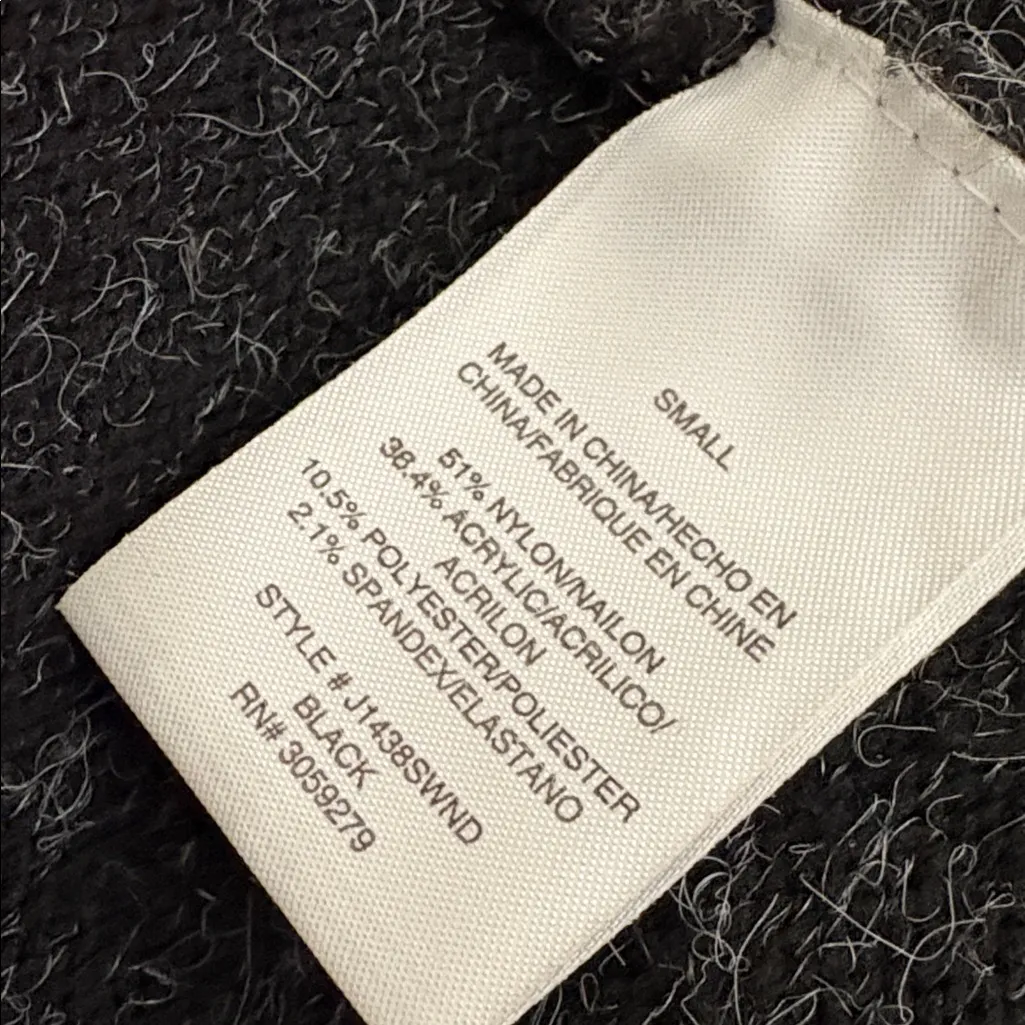 SMALL
MADE IN CHINA/HECHO EN
CHINA/FABRIQUE EN CHINE
51% NYLON/NAILON
36.4% ACRYLIC/ACRILICO/
ACRILON
10.5% POLYESTER/POLIESTER
2.1% SPANDEX/ELASTANO
STYLE # J1438SWND
BLACK
RN# 3059279